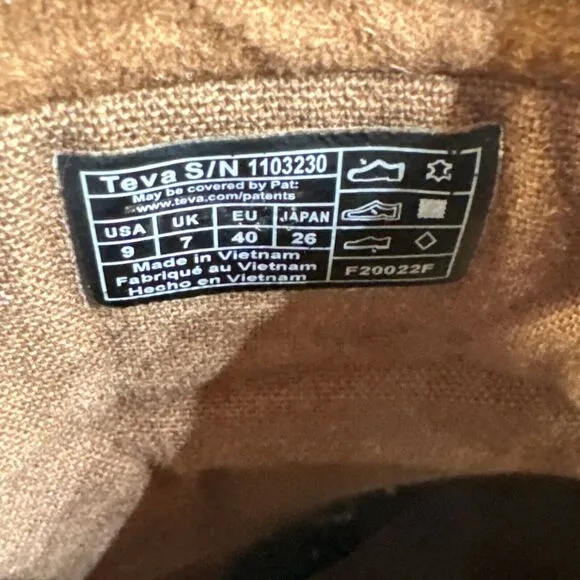 Teva S/N 1103230
May be covered by Pat:
www.teva.com/patents
USA UK EU JAPAN
9 7 40 26
Made in Vietnam
Fabriqué au Vietnam
Hecho en Vietnam
F20022F